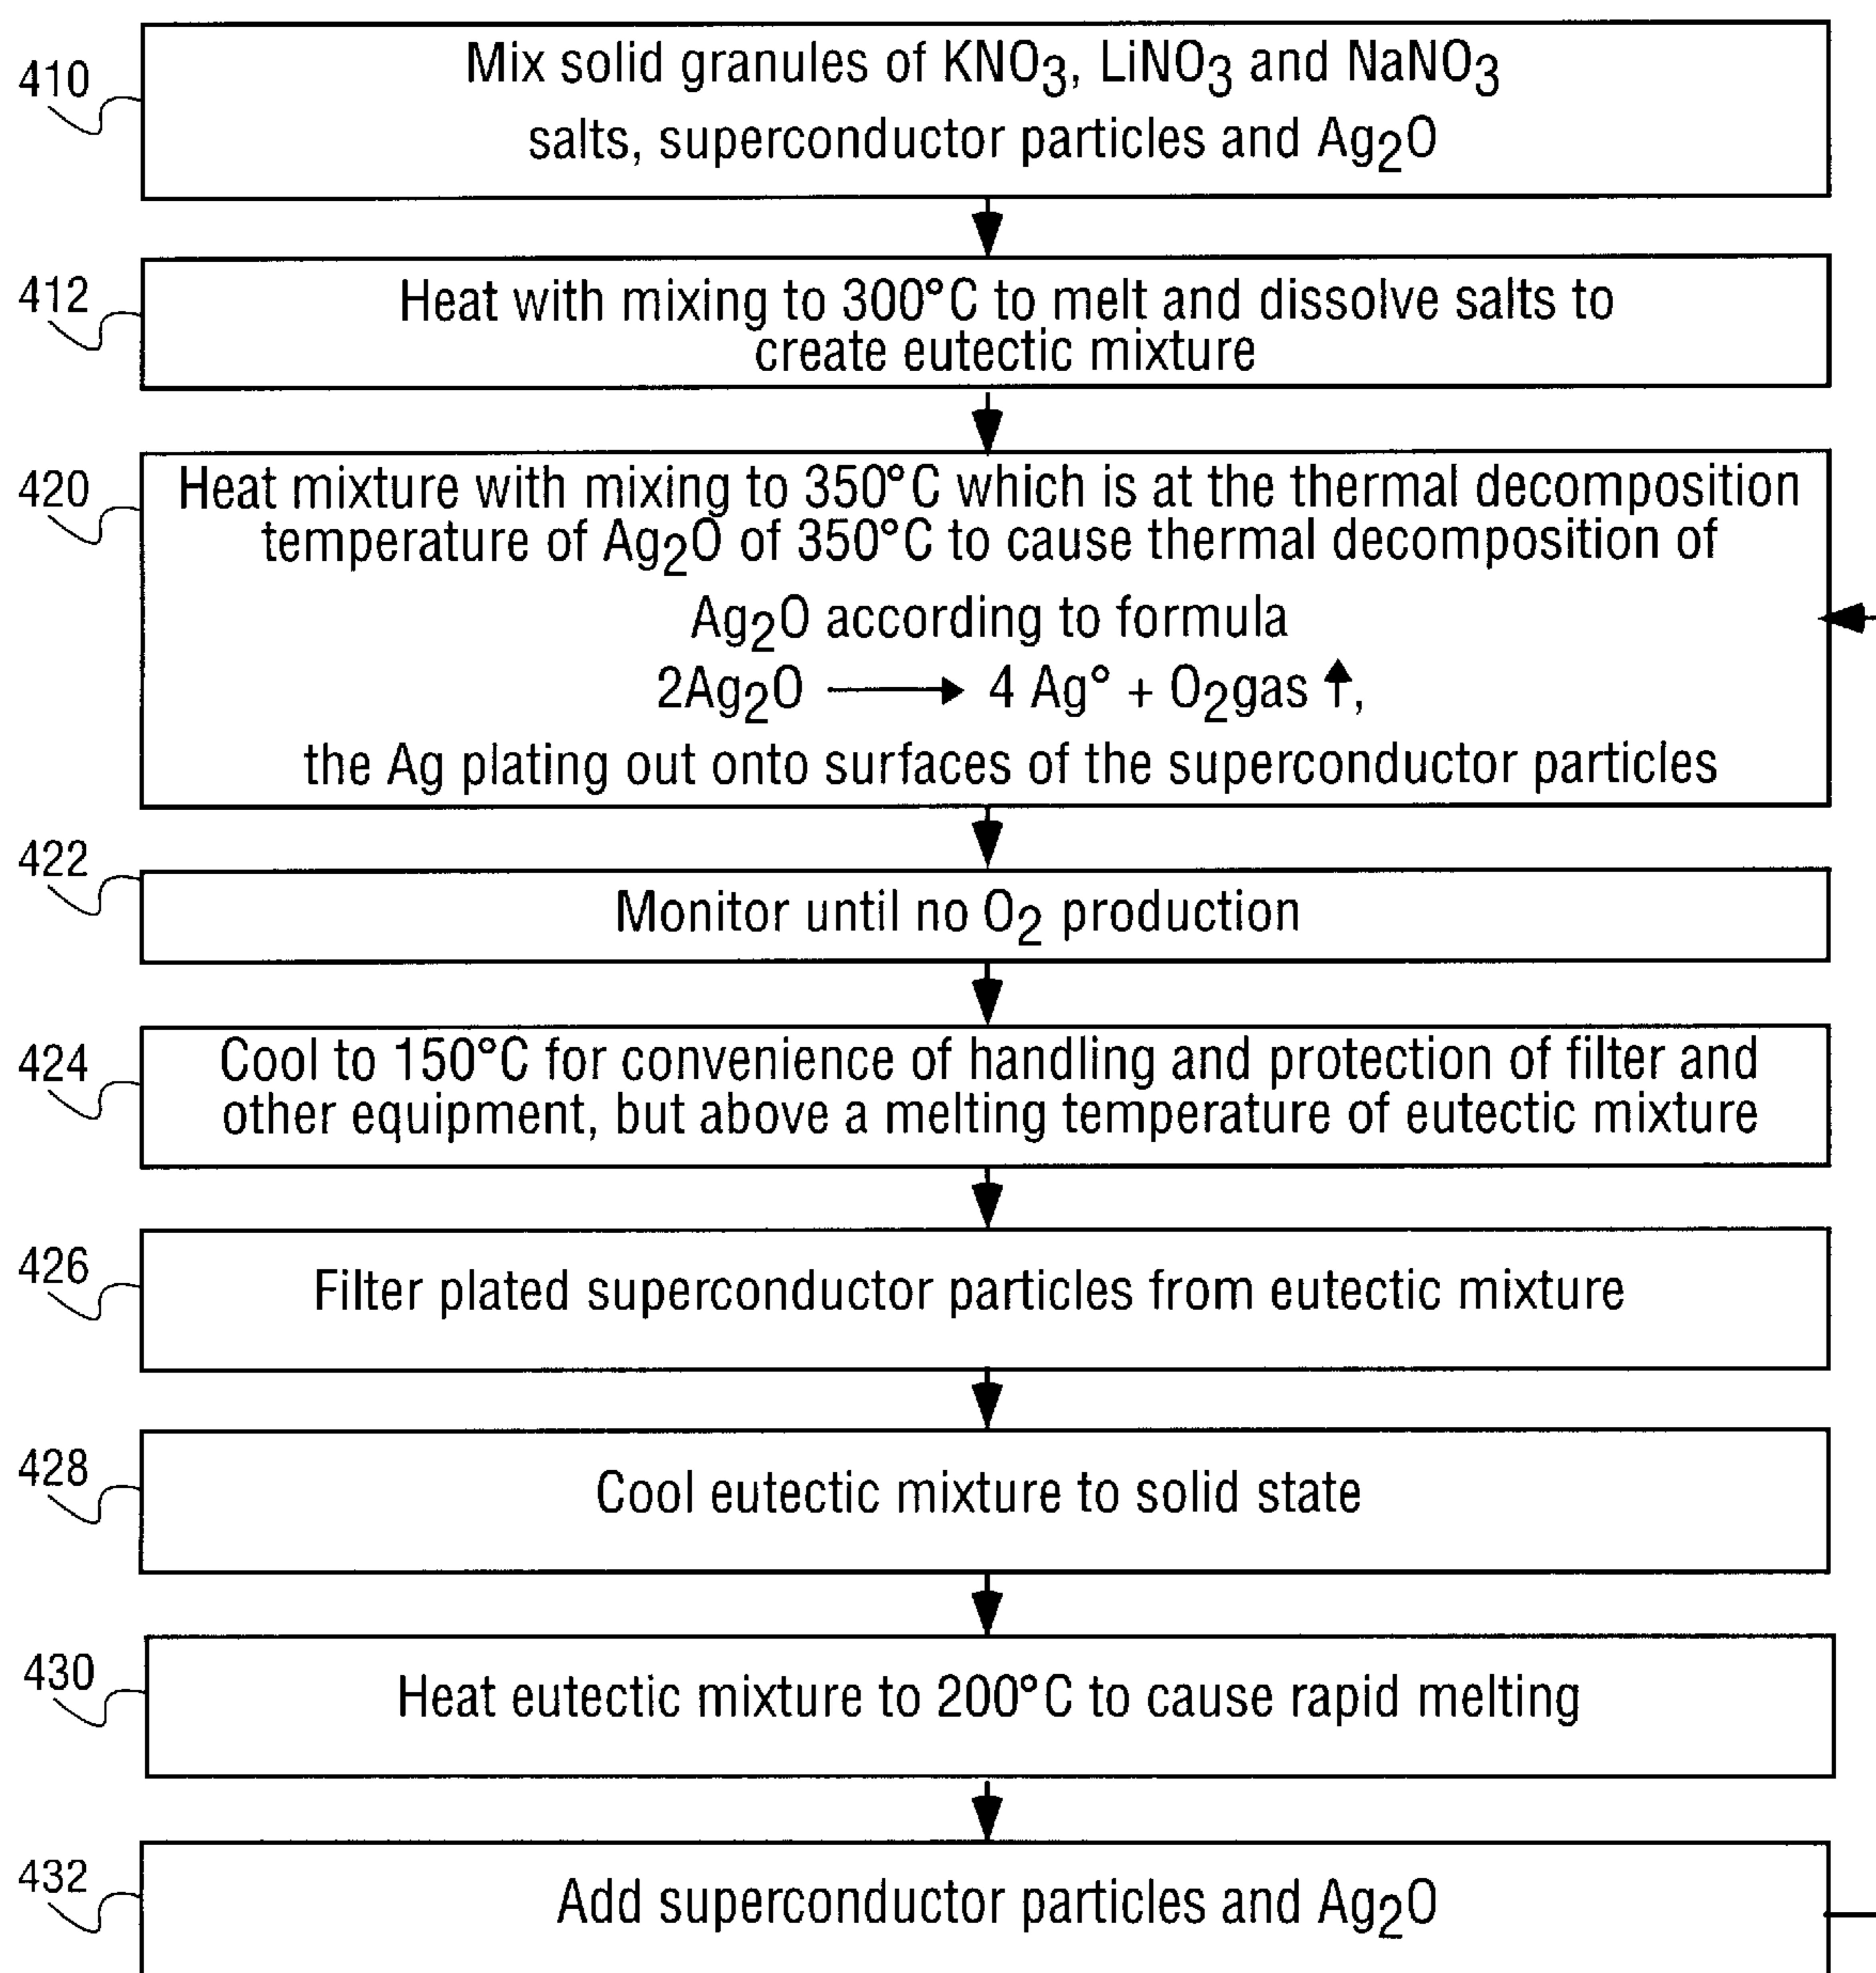 410
Mix solid granules of KNO3, LiNO3 and NaNO3
salts, superconductor particles and Ag2O
412
Heat with mixing to 300°C to melt and dissolve salts to
create eutectic mixture
420
Heat mixture with mixing to 350°C which is at the thermal decomposition
temperature of Ag2O of 350°C to cause thermal decomposition of
Ag2O according to formula
2Ag2O ⟶ 4 Ag° + O2gas ↑,
the Ag plating out onto surfaces of the superconductor particles
422
Monitor until no O2 production
424
Cool to 150°C for convenience of handling and protection of filter and
other equipment, but above a melting temperature of eutectic mixture
426
Filter plated superconductor particles from eutectic mixture
428
Cool eutectic mixture to solid state
430
Heat eutectic mixture to 200°C to cause rapid melting
432
Add superconductor particles and Ag2O